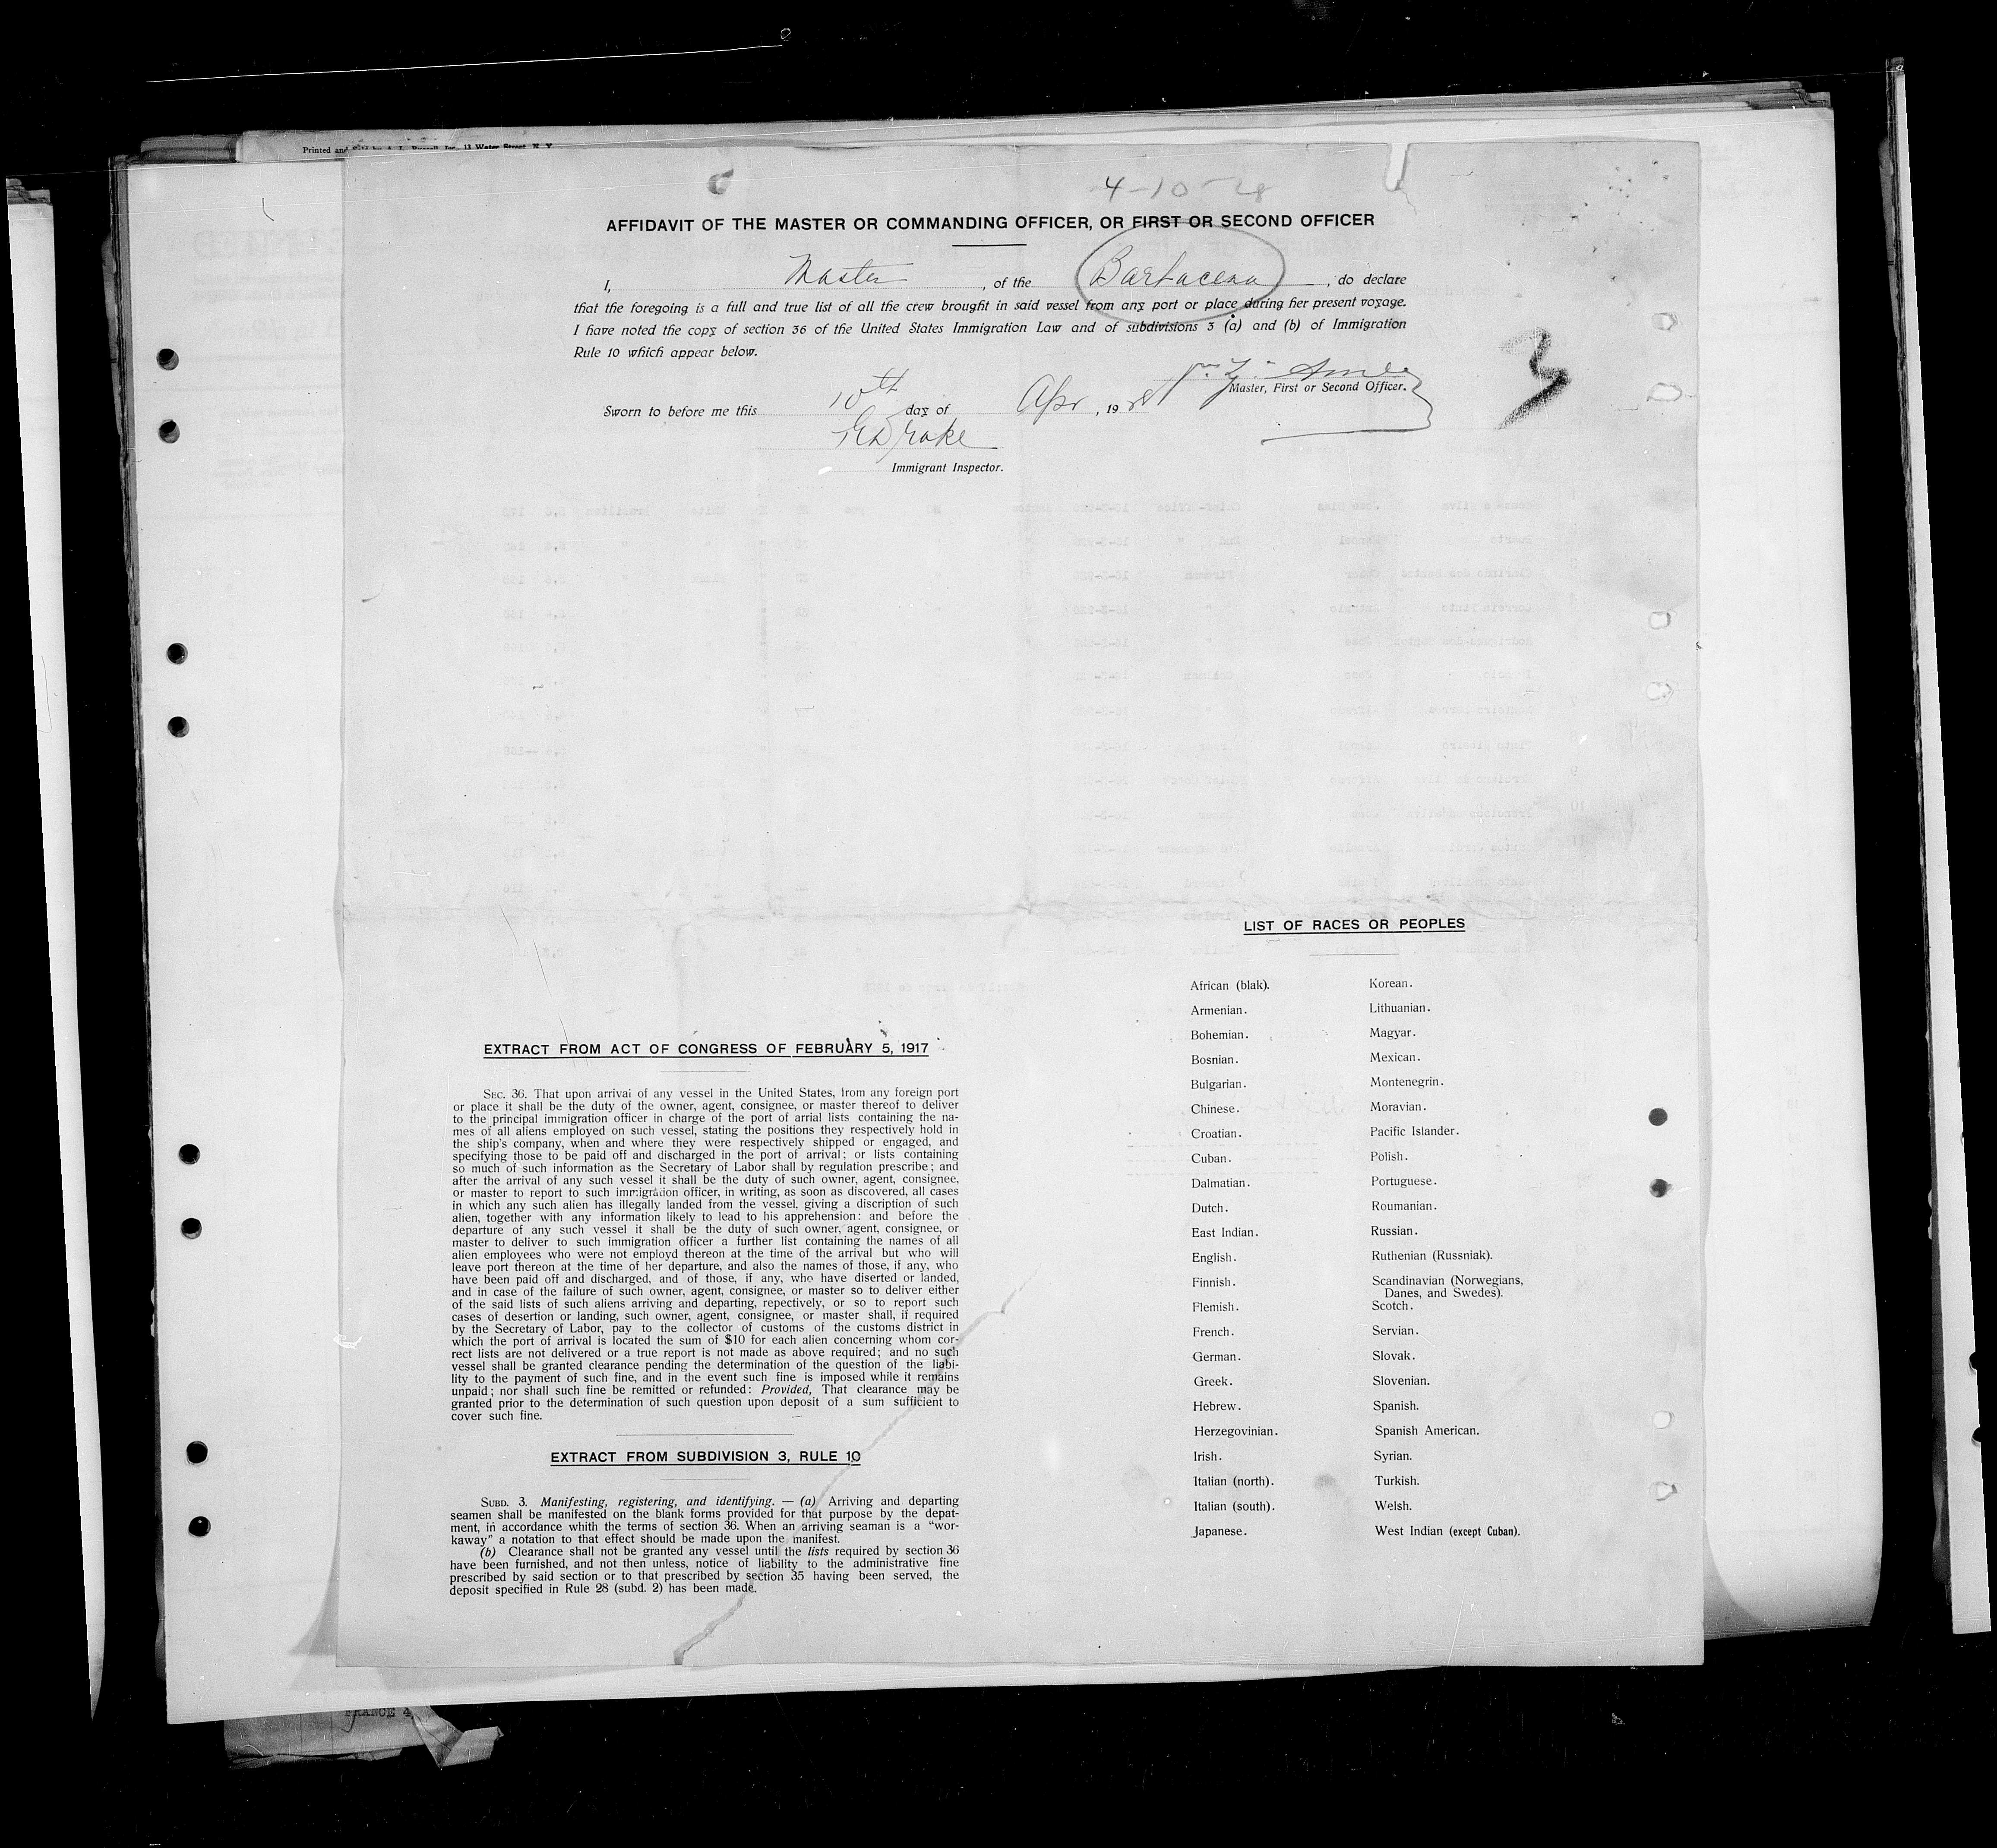 Printed and Sold by A. L. Russell, Inc. 13 Water Street, N. Y.
4-10-28
AFFIDAVIT OF THE MASTER OR COMMANDING OFFICER, OR FIRST OR SECOND OFFICER
I, Master, of the Barbacena, do declare
that the foregoing is a full and true list of all the crew brought in said vessel from any port or place during her present voyage.
I have noted the copy of section 36 of the United States Immigration Law and of subdivisions 3 (a) and (b) of Immigration
Rule 10 which appear below.
3
Master, First or Second Officer.
Sworn to before me this 10th day of Apr, 1928
Drake
Immigrant Inspector.
EXTRACT FROM ACT OF CONGRESS OF FEBRUARY 5, 1917
SEC. 36. That upon arrivai of any vessel in the United States, from any foreign port
or place it shall be the duty of the owner, agent, consignee, or master thereof to deliver
to the principal immigration officer in charge of the port of arrial lists containing the na-
mes of all aliens employed on such vessel, stating the positions they respectively hold in
the ship's company, when and where they were respectively shipped or engaged, and
specifying those to be paid off and discharged in the port of arrival; or lists containing
so much of such information as the Secretary of Labor shall by regulation prescribe; and
after the arrival of any such vessel it shall be the duty of such owner, agent, consignee,
or master to report to such immigration officer, in writing, as soon as discovered, all cases
in which any such alien has illegally landed from the vessel, giving a discription of such
alien, together with any information likely to lead to his apprehension: and before the
departure of any such vessel it shall be the duty of such owner, agent, consignee, or
master to deliver to such immigration officer a further list containing the names of all
alien employees who were not employd thereon at the time of the arrival but who will
leave port thereon at the time of her departure, and also the names of those, if any, who
have been paid off and discharged, and of those, if any, who have diserted or landed,
and in case of the failure of such owner, agent, consignee, or master so to deliver either
of the said lists of such aliens arriving and departing, repectively, or so to report such
cases of desertion or landing, such owner, agent, consignee, or master shall, if required
by the Secretary of Labor, pay to the collector of customs of the customs district in
which the port of arrival is located the sum of $10 for each alien concerning whom cor-
rect lists are not delivered or a true report is not made as above required; and no such
vessel shall be granted clearance pending the determination of the question of the liabi-
lity to the payment of such fine, and in the event such fine is imposed while it remains
unpaid; nor shall such fine be remitted or refunded: Provided, That clearance may be
granted prior to the determination of such question upon deposit of a sum sufficient to
cover such fine.
EXTRACT FROM SUBDIVISION 3, RULE 10
SUBD. 3. Manifesting, registering, and identifying. — (a) Arriving and departing
seamen shall be manifested on the blank forms provided for that purpose by the depat-
ment, in accordance whith the terms of section 36. When an arriving seaman is a "wor-
kaway" a notation to that effect should be made upon the manifest.
(b) Clearance shall not be granted any vessel until the lists required by section 36
have been furnished, and not then unless, notice of liability to the administrative fine
prescribed by said section or to that prescribed by section 35 having been served, the
deposit specified in Rule 28 (subd. 2) has been made.
LIST OF RACES OR PEOPLES
African (blak).
Armenian.
Bohemian.
Bosnian.
Bulgarian.
Chinese.
Croatian.
Cuban.
Dalmatian.
Dutch.
East Indian.
English.
Finnish.
Flemish.
French.
German.
Greek.
Hebrew.
Herzegovinian.
Irish.
Italian (north).
Italian (south).
Japanese.
Korean.
Lithuanian.
Magyar.
Mexican.
Montenegrin.
Moravian.
Pacific Islander.
Polish.
Portuguese.
Roumanian.
Russian.
Ruthenian (Russniak).
Scandinavian (Norwegians,
Danes, and Swedes).
Scotch.
Servian.
Slovak.
Slovenian.
Spanish.
Spanish American.
Syrian.
Turkish.
Welsh.
West Indian (except Cuban).
FRANCE 4